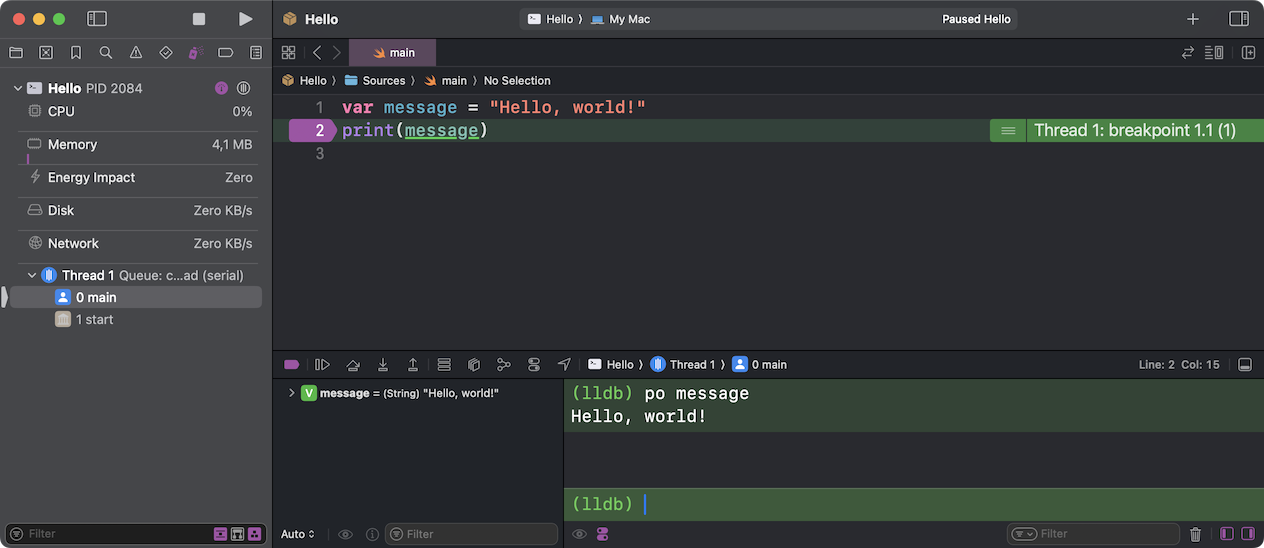 Hello
Hello 〉 My Mac
Paused Hello
main
Hello PID 2084
CPU 0%
Memory 4,1 MB
Energy Impact Zero
Disk Zero KB/s
Network Zero KB/s
Thread 1 Queue: c...ad (serial)
0 main
1 start
Filter
Hello 〉 Sources 〉 main 〉 No Selection
1 var message = "Hello, world!"
2 print(message)
Thread 1: breakpoint 1.1 (1)
3
Hello 〉 Thread 1 〉 0 main
Line: 2 Col: 15
V message = (String) "Hello, world!"
Auto
Filter
(lldb) po message
Hello, world!
(lldb)
Filter